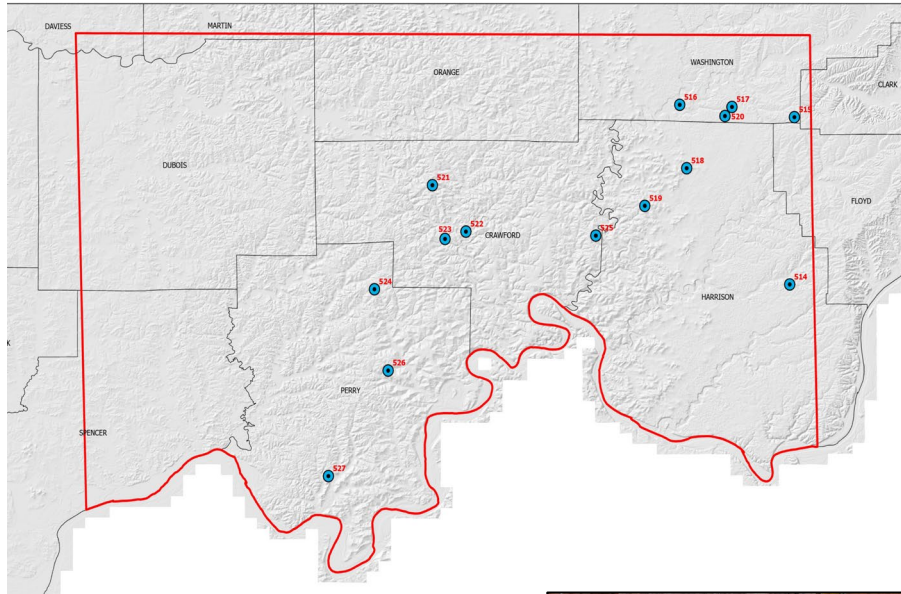 DAVIESS
MARTIN
ORANGE
WASHINGTON
CLARK
516
517
520
515
DUBOIS
518
521
519
FLOYD
522
523
CRAWFORD
525
524
514
HARRISON
K
526
PERRY
SPENCER
527